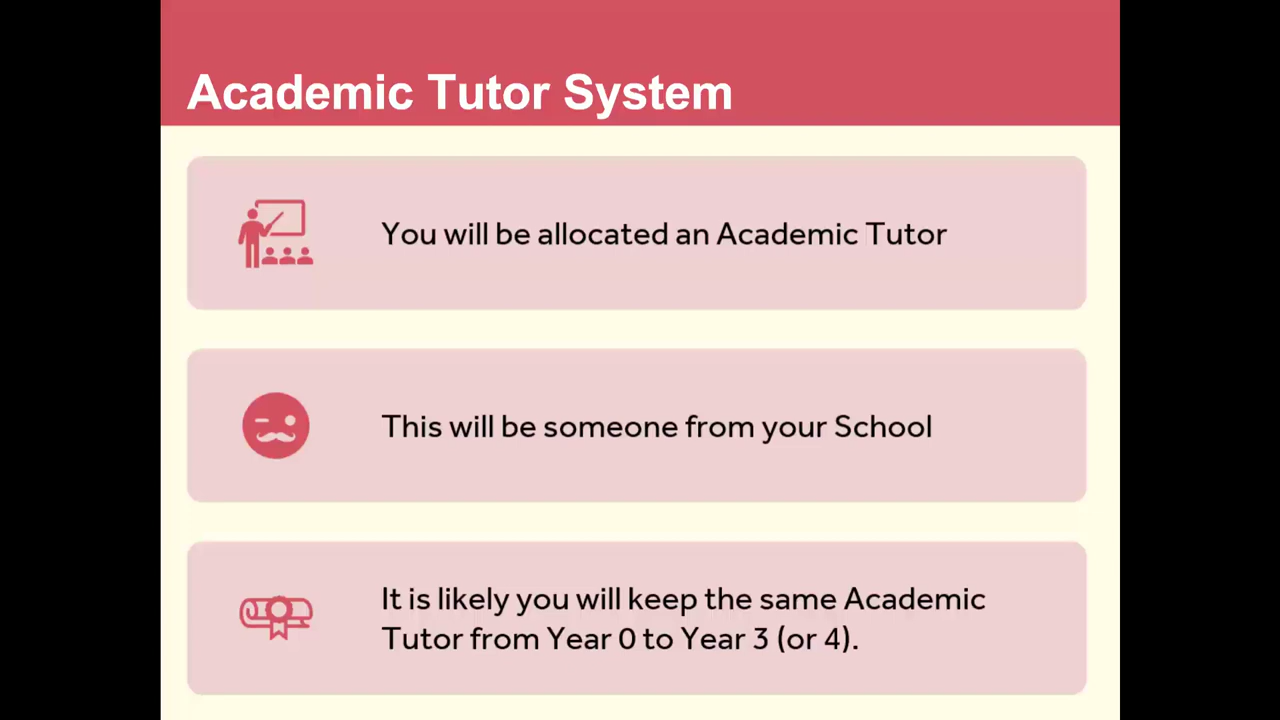 Academic Tutor System
You will be allocated an Academic Tutor
This will be someone from your School
It is likely you will keep the same Academic
Tutor from Year 0 to Year 3 (or 4).